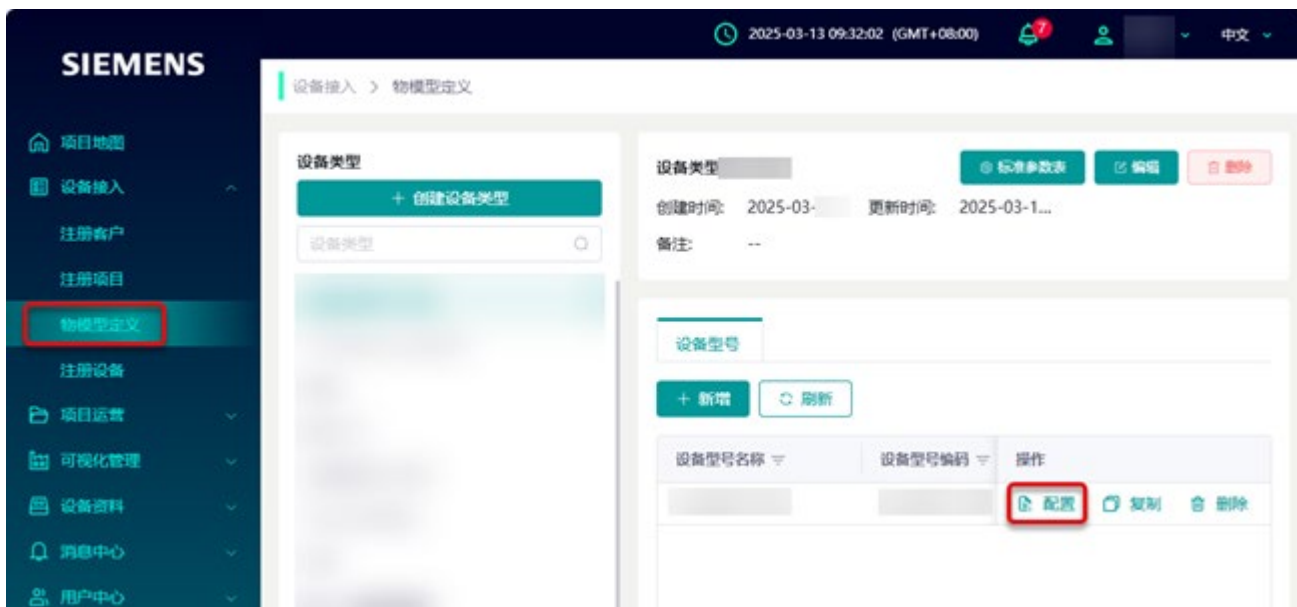 2025-03-13 09:32:02 (GMT+08:00)
7
中文
SIEMENS
设备接入 > 物模型定义
项目地图
设备接入
注册客户
注册项目
物模型定义
注册设备
项目运营
可视化管理
设备资料
消息中心
用户中心
设备类型
+ 创建设备类型
设备类型
设备类型
标准参数表
编辑
删除
创建时间: 2025-03- 更新时间: 2025-03-1...
备注: --
设备型号
+ 新增
刷新
设备型号名称 设备型号编码 操作
配置 复制 删除